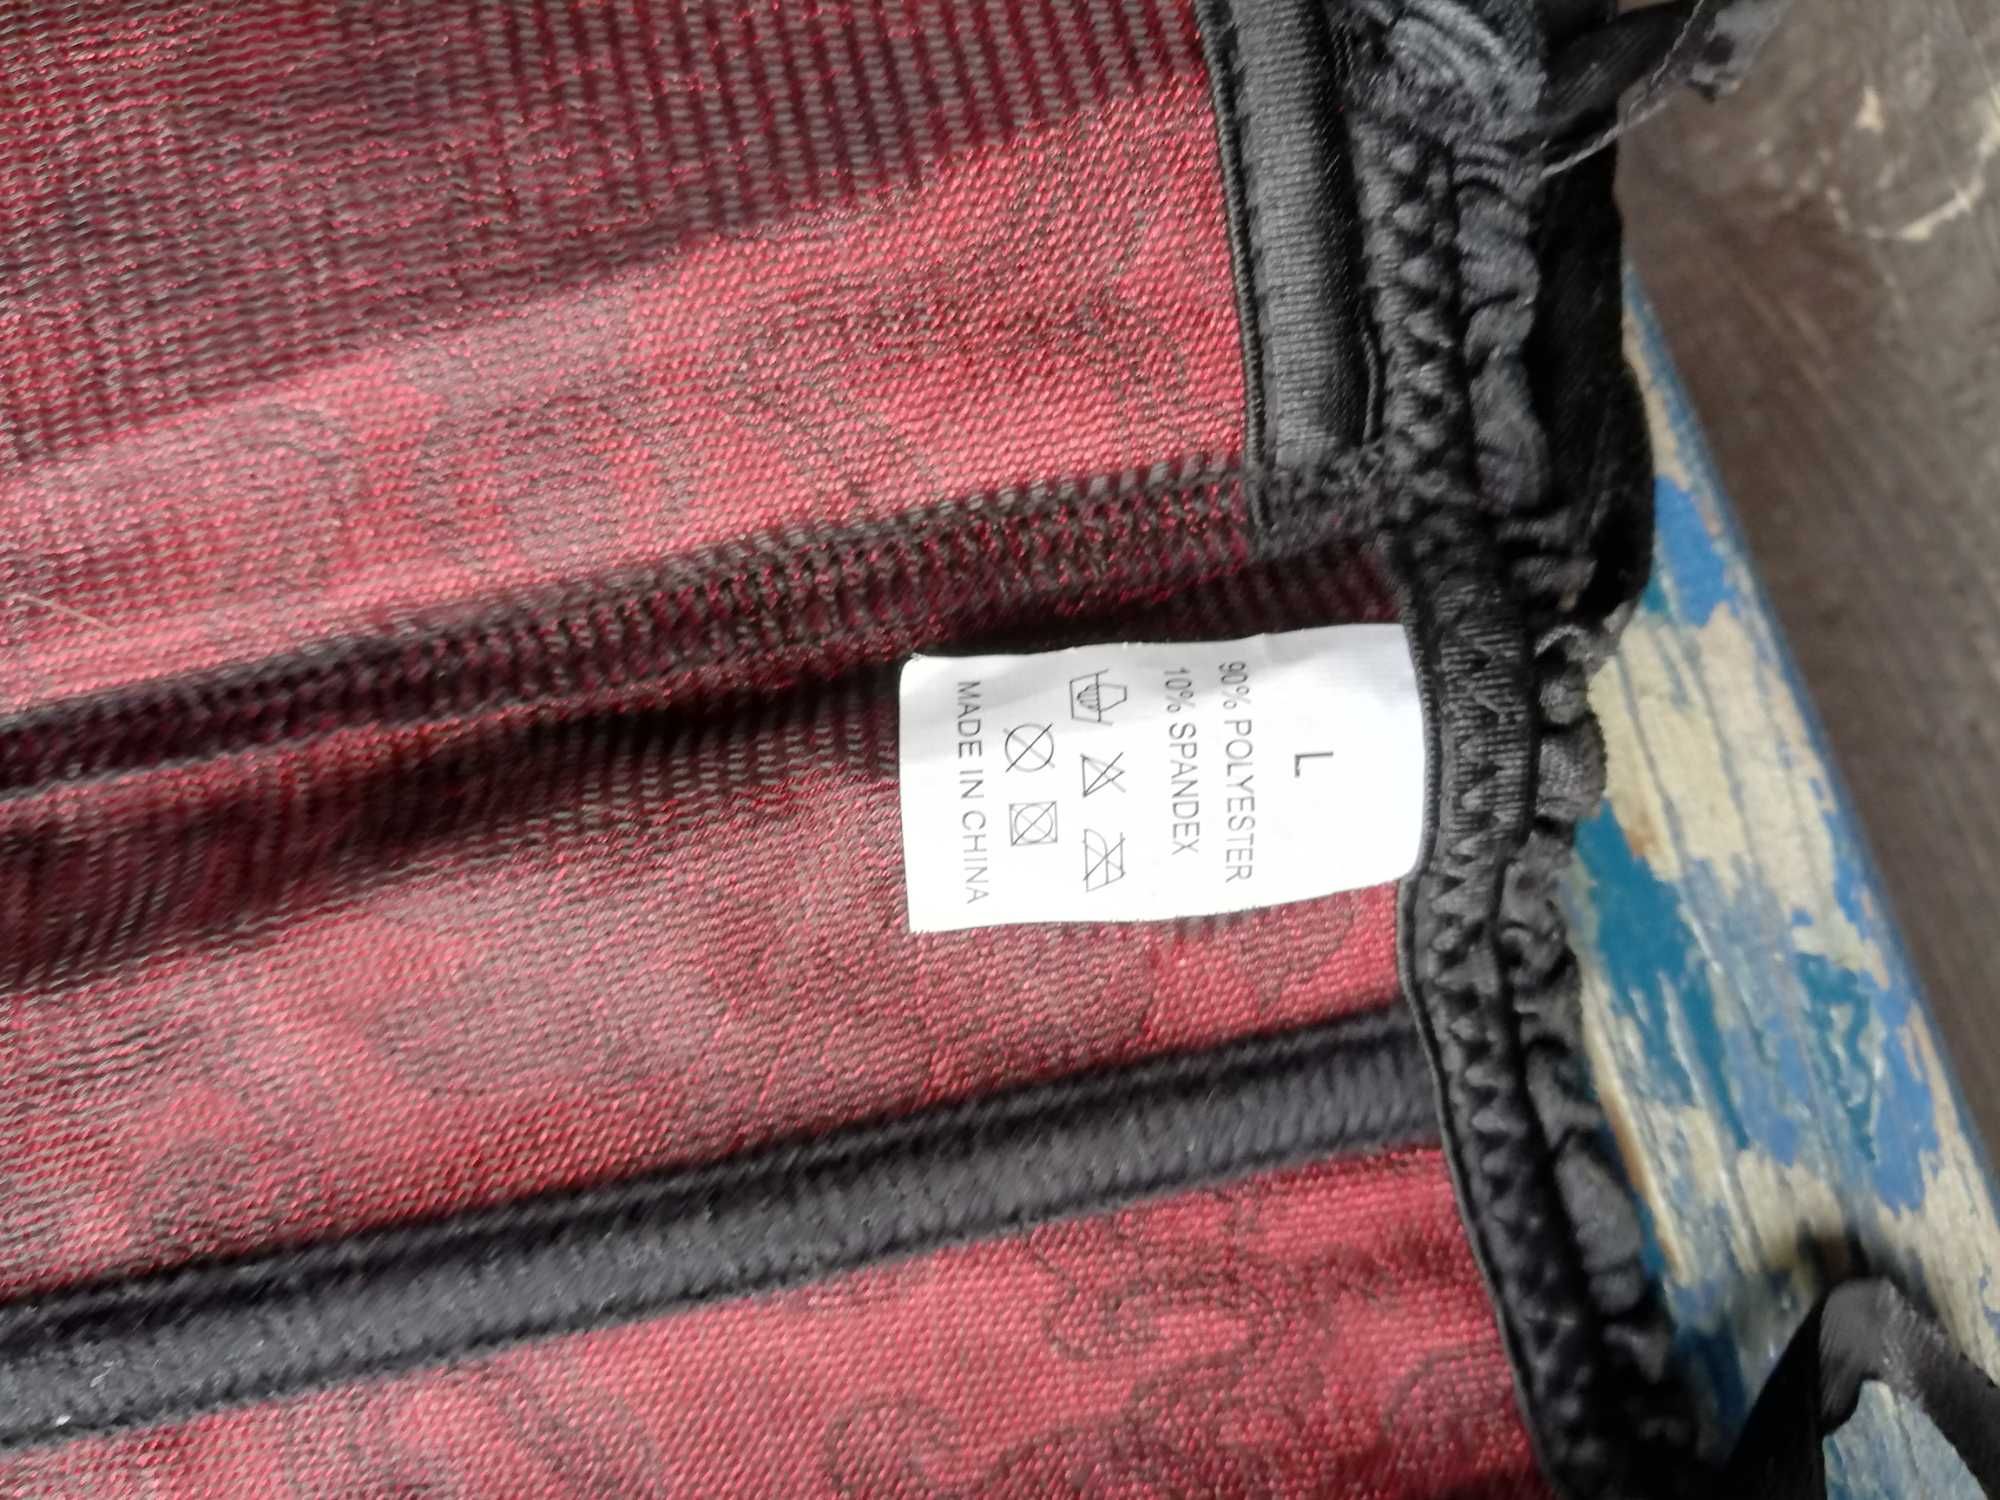 L
90% POLYESTER
10% SPANDEX
MADE IN CHINA